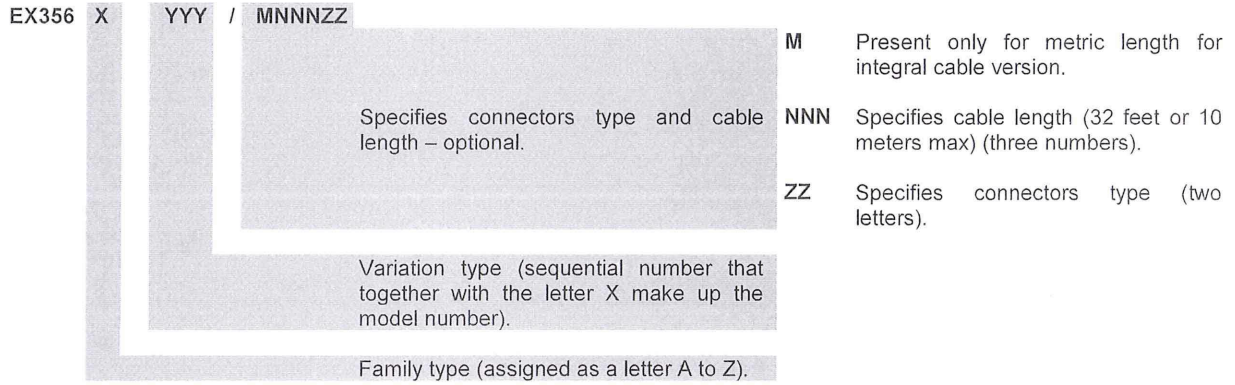 EX356 X YYY / MNNNZZ
M Present only for metric length for
integral cable version.
Specifies connectors type and cable
length – optional.
NNN Specifies cable length (32 feet or 10
meters max) (three numbers).
ZZ Specifies connectors type (two
letters).
Variation type (sequential number that
together with the letter X make up the
model number).
Family type (assigned as a letter A to Z).